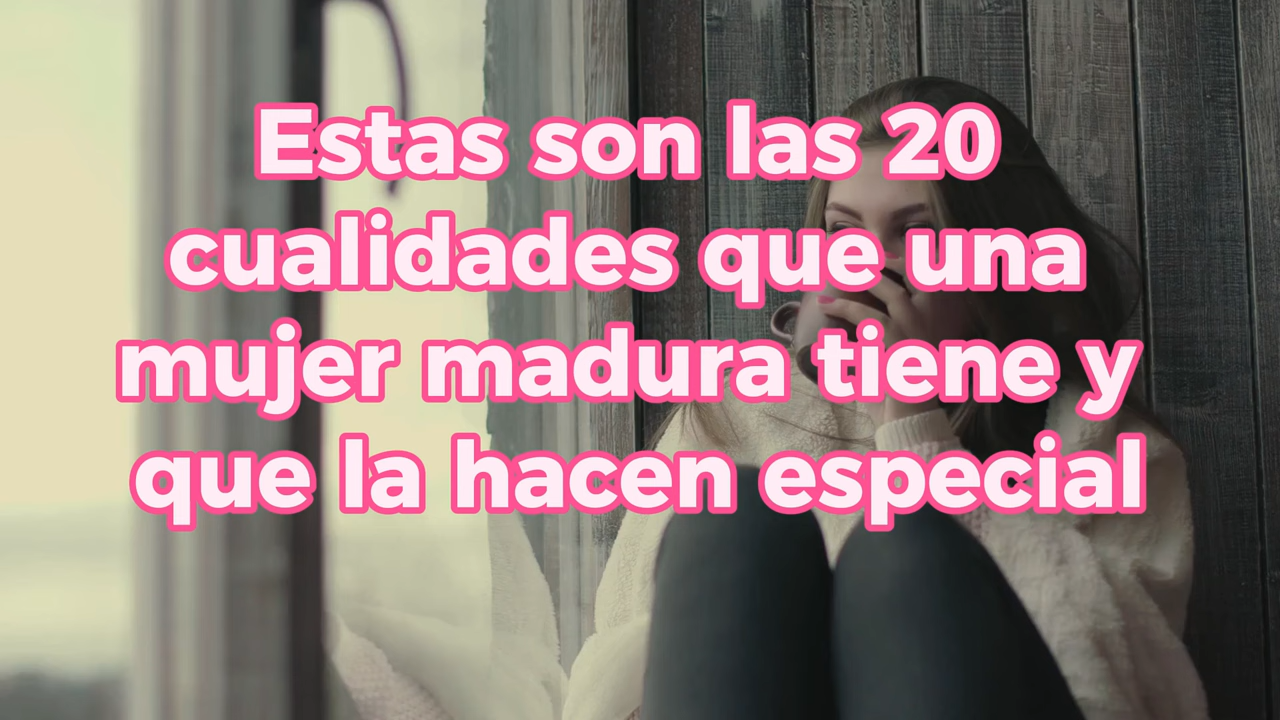 Estas son las 20
cualidades que una
mujer madura tiene y
que la hacen especial